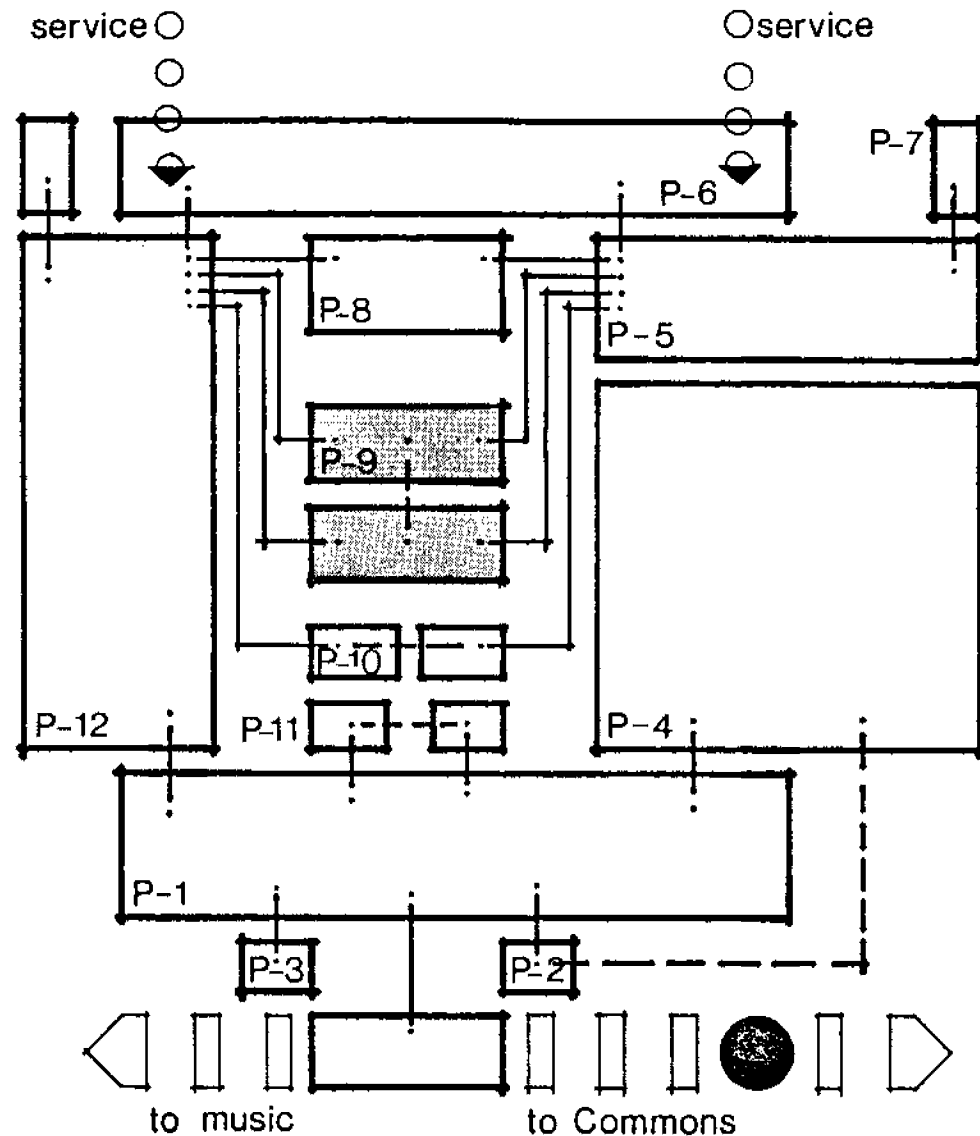 service service
P-7
P-6
P-8
P-5
P-9
P-10
P-12
P-11
P-4
P-1
P-3
P-2
to music
to Commons